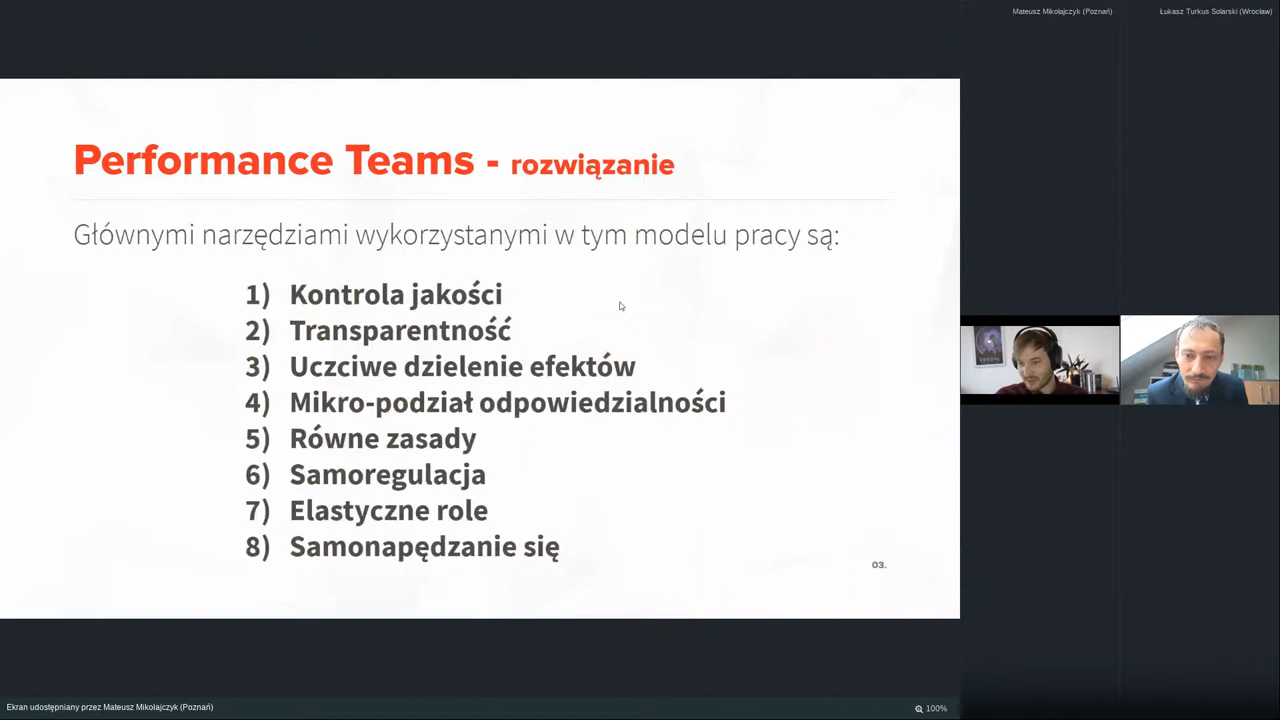 Mateusz Mikołajczyk (Poznań)
Łukasz Turkus Solarski (Wrocław)
Performance Teams - rozwiązanie
Głównymi narzędziami wykorzystanymi w tym modelu pracy są:
1) Kontrola jakości
2) Transparentność
3) Uczciwe dzielenie efektów
4) Mikro-podział odpowiedzialności
5) Równe zasady
6) Samoregulacja
7) Elastyczne role
8) Samonapędzanie się
03.
Ekran udostępniany przez Mateusz Mikołajczyk (Poznań)
100%